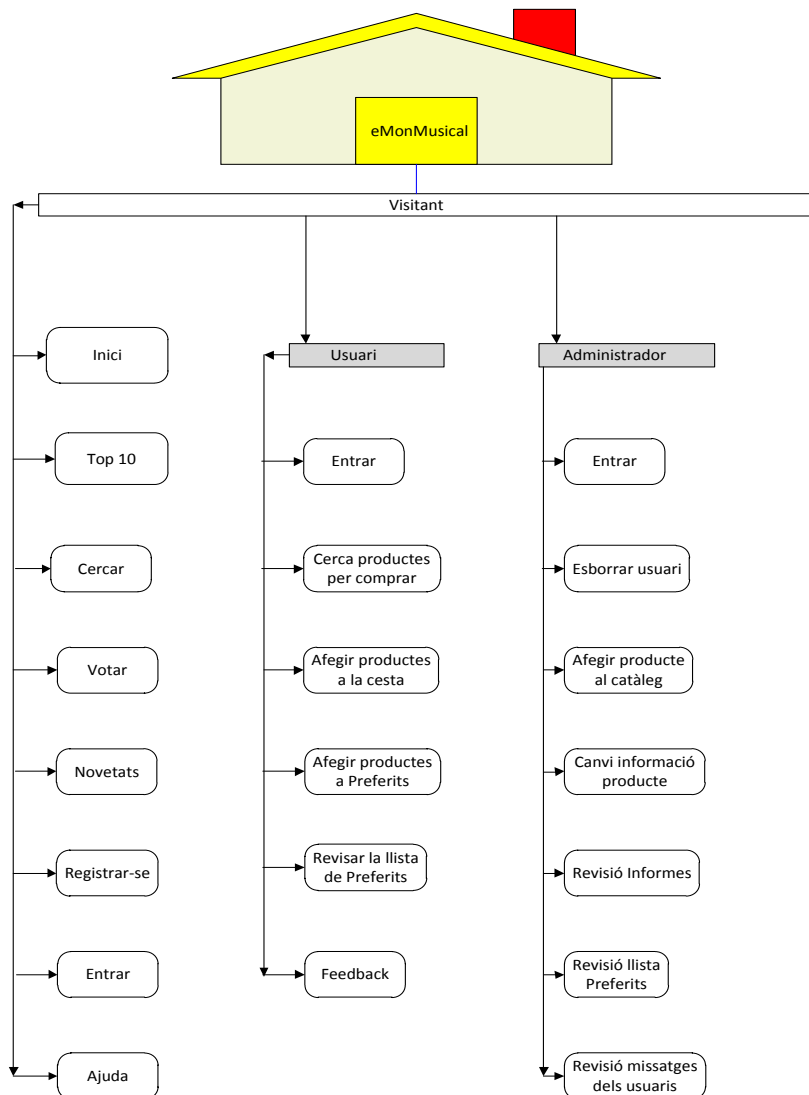 eMonMusical
Visitant
Inici
Top 10
Cercar
Votar
Novetats
Registrar-se
Entrar
Ajuda
Usuari
Entrar
Cerca productes
per comprar
Afegir productes
a la cesta
Afegir productes
a Preferits
Revisar la llista
de Preferits
Feedback
Administrador
Entrar
Esborrar usuari
Afegir producte
al catàleg
Canvi informació
producte
Revisió Informes
Revisió llista
Preferits
Revisió missatges
dels usuaris